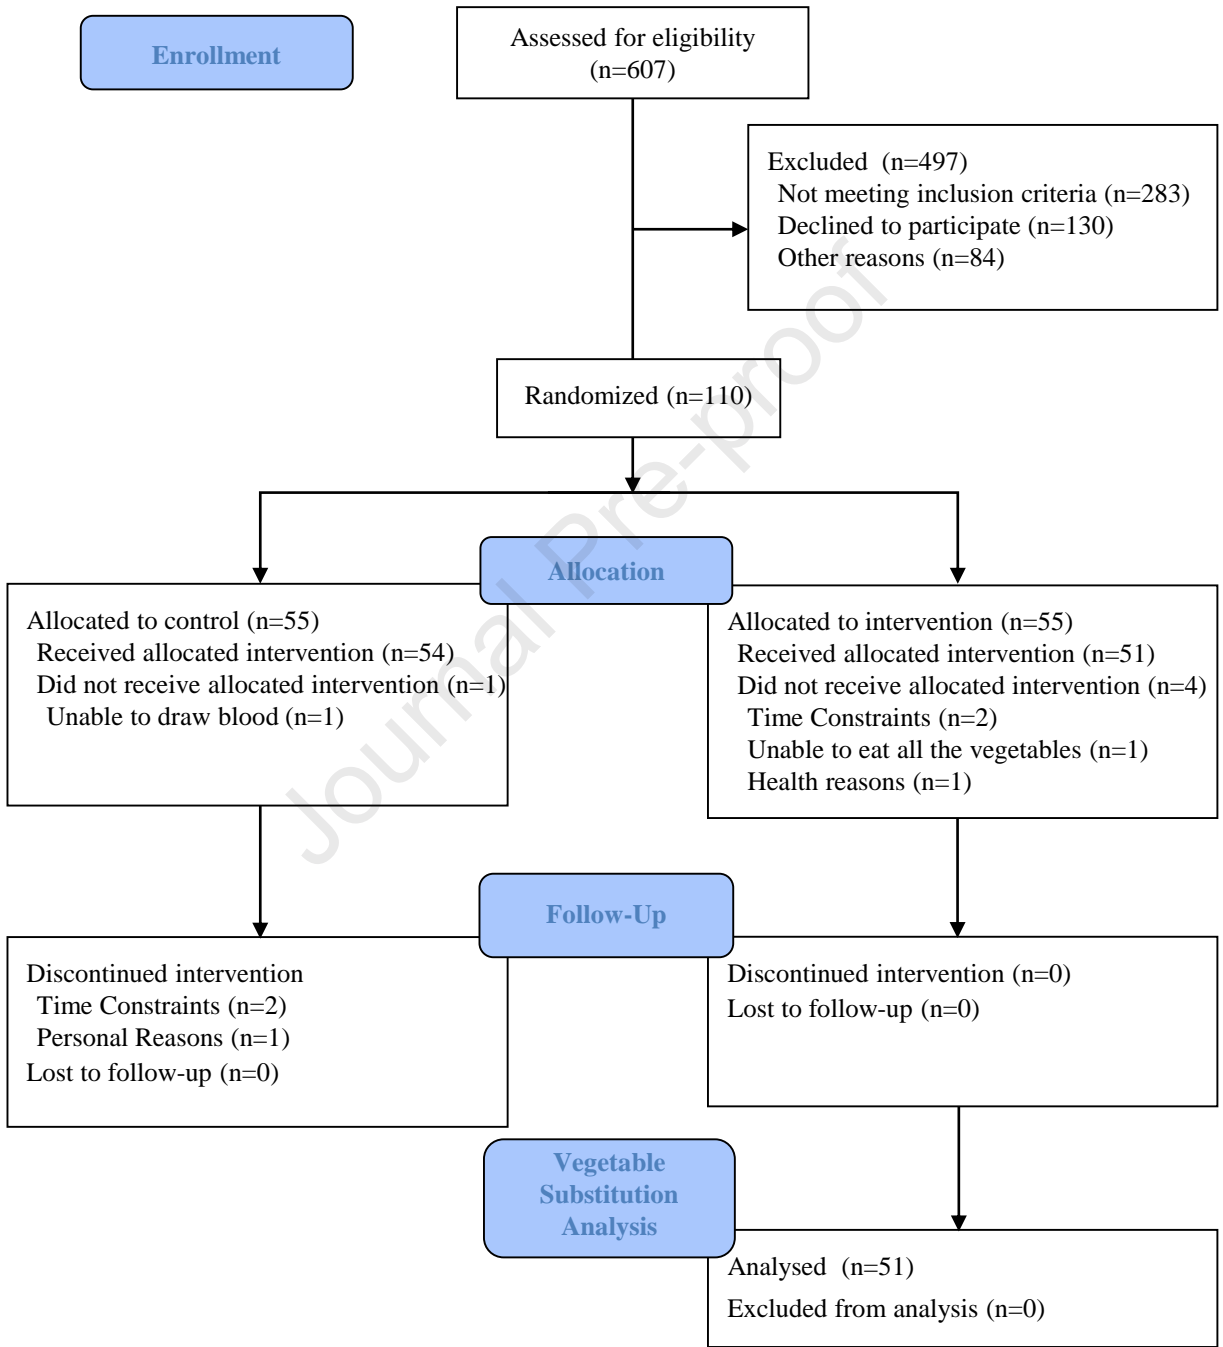 Enrollment
Assessed for eligibility
(n=607)
Excluded (n=497)
Not meeting inclusion criteria (n=283)
Declined to participate (n=130)
Other reasons (n=84)
Randomized (n=110)
Allocation
Allocated to control (n=55)
Received allocated intervention (n=54)
Did not receive allocated intervention (n=1)
Unable to draw blood (n=1)
Allocated to intervention (n=55)
Received allocated intervention (n=51)
Did not receive allocated intervention (n=4)
Time Constraints (n=2)
Unable to eat all the vegetables (n=1)
Health reasons (n=1)
Follow-Up
Discontinued intervention
Time Constraints (n=2)
Personal Reasons (n=1)
Lost to follow-up (n=0)
Discontinued intervention (n=0)
Lost to follow-up (n=0)
Vegetable
Substitution
Analysis
Analysed (n=51)
Excluded from analysis (n=0)
Journal Pre-proof